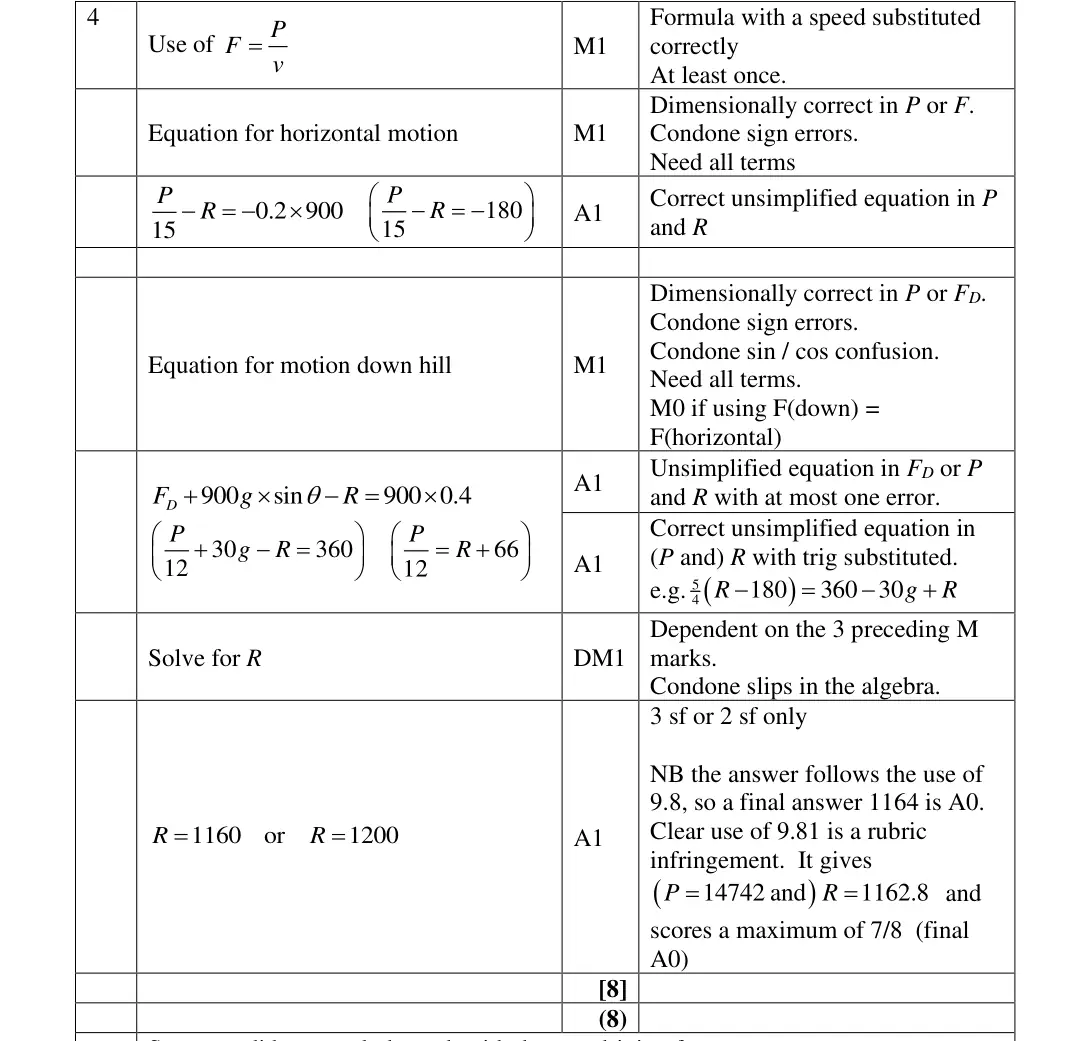 4
Use of F = P/v
M1
Formula with a speed substituted
correctly
At least once.
Equation for horizontal motion
M1
Dimensionally correct in P or F.
Condone sign errors.
Need all terms
P/15 − R = −0.2×900 (P/15 − R = −180)
A1
Correct unsimplified equation in P
and R
Equation for motion down hill
M1
Dimensionally correct in P or F_D.
Condone sign errors.
Condone sin / cos confusion.
Need all terms.
M0 if using F(down) =
F(horizontal)
F_D + 900g × sin θ − R = 900×0.4
(P/12 + 30g − R = 360) (P/12 = R + 66)
A1
Unsimplified equation in F_D or P
and R with at most one error.
A1
Correct unsimplified equation in
(P and) R with trig substituted.
e.g. 5/4 (R − 180) = 360 − 30g + R
Solve for R
DM1
Dependent on the 3 preceding M
marks.
Condone slips in the algebra.
R = 1160 or R = 1200
A1
3 sf or 2 sf only
NB the answer follows the use of
9.8, so a final answer 1164 is A0.
Clear use of 9.81 is a rubric
infringement. It gives
(P = 14742 and) R = 1162.8 and
scores a maximum of 7/8 (final
A0)
[8]
(8)